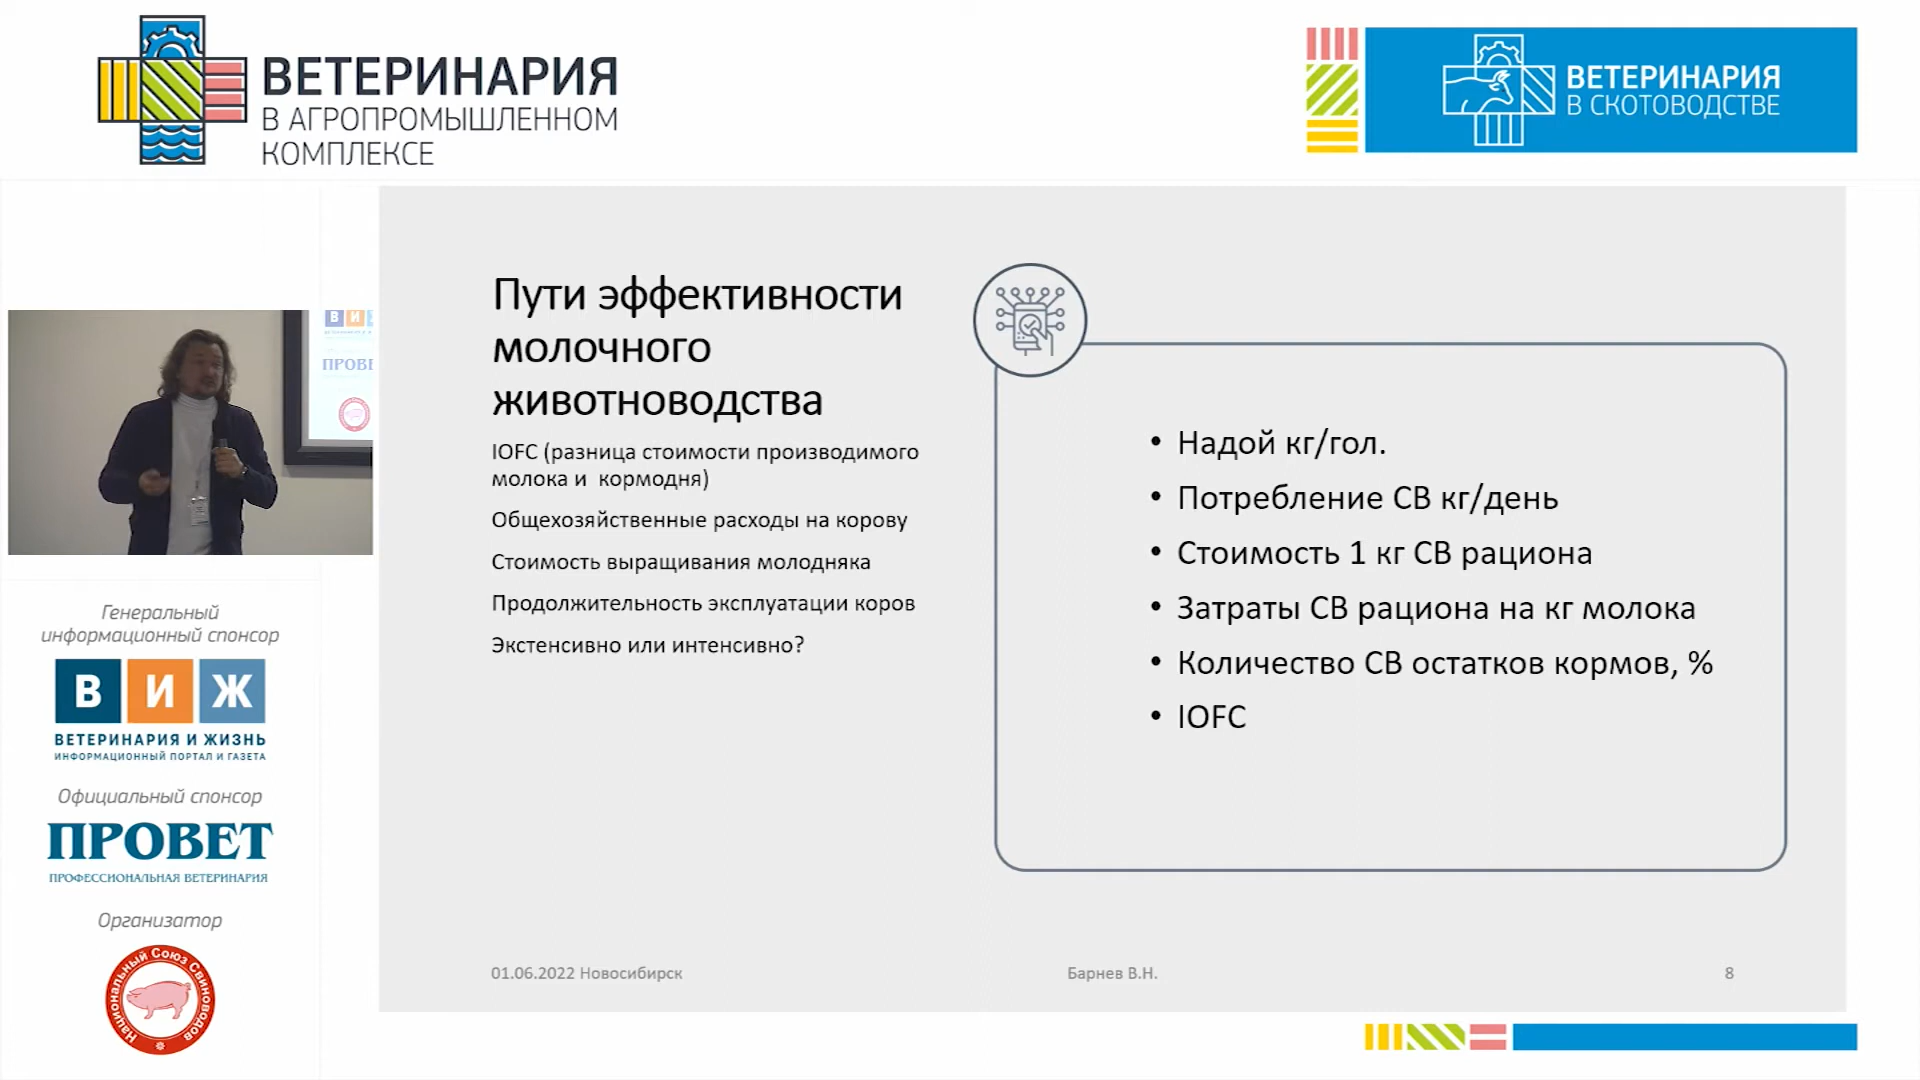 ВЕТЕРИНАРИЯ
В АГРОПРОМЫШЛЕННОМ
КОМПЛЕКСЕ
ВЕТЕРИНАРИЯ
В СКОТОВОДСТВЕ
Пути эффективности
молочного
животноводства
IOFC (разница стоимости производимого
молока и кормодня)
Общехозяйственные расходы на корову
Стоимость выращивания молодняка
Продолжительность эксплуатации коров
Экстенсивно или интенсивно?
• Надой кг/гол.
• Потребление СВ кг/день
• Стоимость 1 кг СВ рациона
• Затраты СВ рациона на кг молока
• Количество СВ остатков кормов, %
• IOFC
01.06.2022 Новосибирск
Барнев В.Н.
8
В И Ж
ПРОВЕ
Генеральный
информационный спонсор
В И Ж
ВЕТЕРИНАРИЯ И ЖИЗНЬ
ИНФОРМАЦИОННЫЙ ПОРТАЛ И ГАЗЕТА
Официальный спонсор
ПРОВЕТ
ПРОФЕССИОНАЛЬНАЯ ВЕТЕРИНАРИЯ
Организатор
Национальный Союз Свиноводов